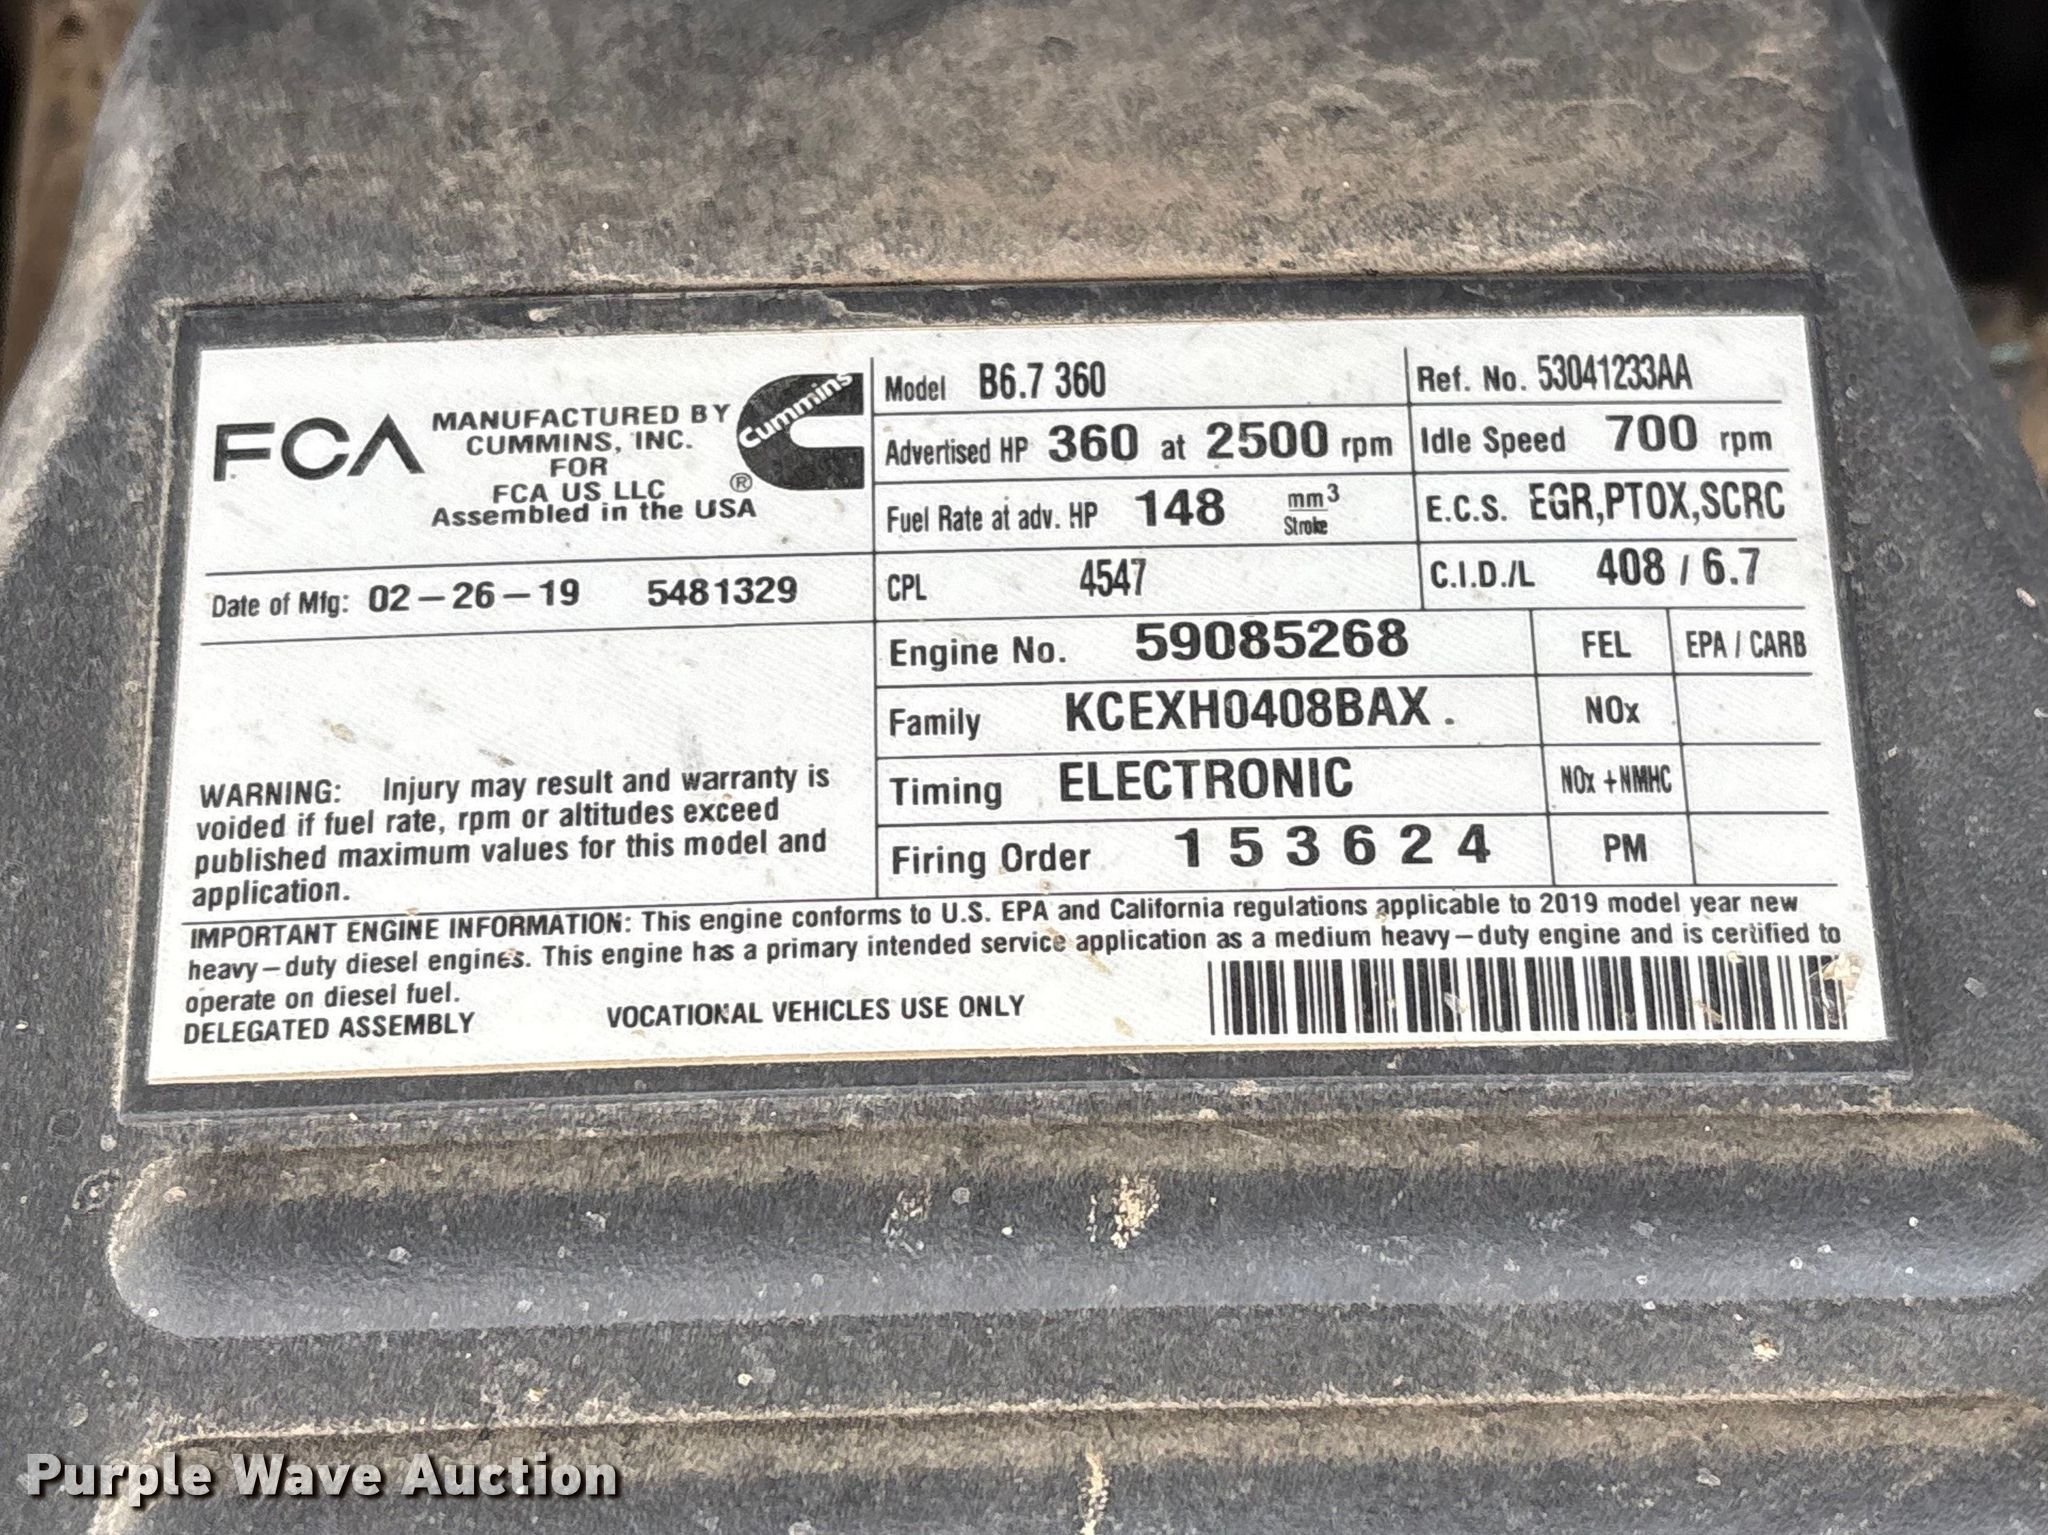 FCA
MANUFACTURED BY
CUMMINS, INC.
FOR
FCA US LLC
Assembled in the USA
Cummins
®
Date of Mfg: 02-26-19 5481329
WARNING: Injury may result and warranty is
voided if fuel rate, rpm or altitudes exceed
published maximum values for this model and
application.
Model B6.7 360
Ref. No. 53041233AA
Advertised HP 360 at 2500 rpm
Idle Speed 700 rpm
Fuel Rate at adv. HP 148 mm3
Stroke
E.C.S. EGR,PTOX,SCRC
CPL 4547
C.I.D./L 408 / 6.7
Engine No. 59085268
FEL EPA / CARB
Family KCEXH0408BAX.
NOx
Timing ELECTRONIC
NOx +NMHC
Firing Order 1 5 3 6 2 4
PM
IMPORTANT ENGINE INFORMATION: This engine conforms to U.S. EPA and California regulations applicable to 2019 model year new
heavy-duty diesel engines. This engine has a primary intended service application as a medium heavy-duty engine and is certified to
operate on diesel fuel.
DELEGATED ASSEMBLY VOCATIONAL VEHICLES USE ONLY
Purple Wave Auction